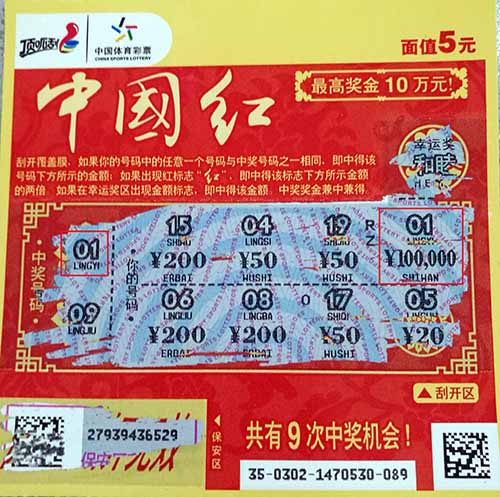 顶呱刮
中国体育彩票
CHINA SPORTS LOTTERY
面值5元
中國红
最高奖金10万元!
刮开覆盖膜,如果你的号码中的任意一个号码与中奖号码之一相同,即中得该
号码下方所示的金额;如果出现红标志“红”,即中得该标志下方所示金额
的两倍;如果在幸运奖区出现金额标志,即中得该金额。中奖奖金兼中兼得。
幸运奖
和睦
中奖号码
01
LINGYI
09
LINGJIU
你的号码
15 04 19 RZ 01
SHIWU LINGSI SHIJIU LINGYI
¥200 ¥50 ¥50 ¥100,000
ERBAI WUSHI WUSHI SHIWAN
06 08 0 17 05
LINGLIU LINGBA SHIQI
¥200 ¥200 ¥50 ¥20
ERBAI ERBAI WUSHI
▲刮开区
27939436529
保安
保安区
共有9次中奖机会!
35-0302-1470530-089